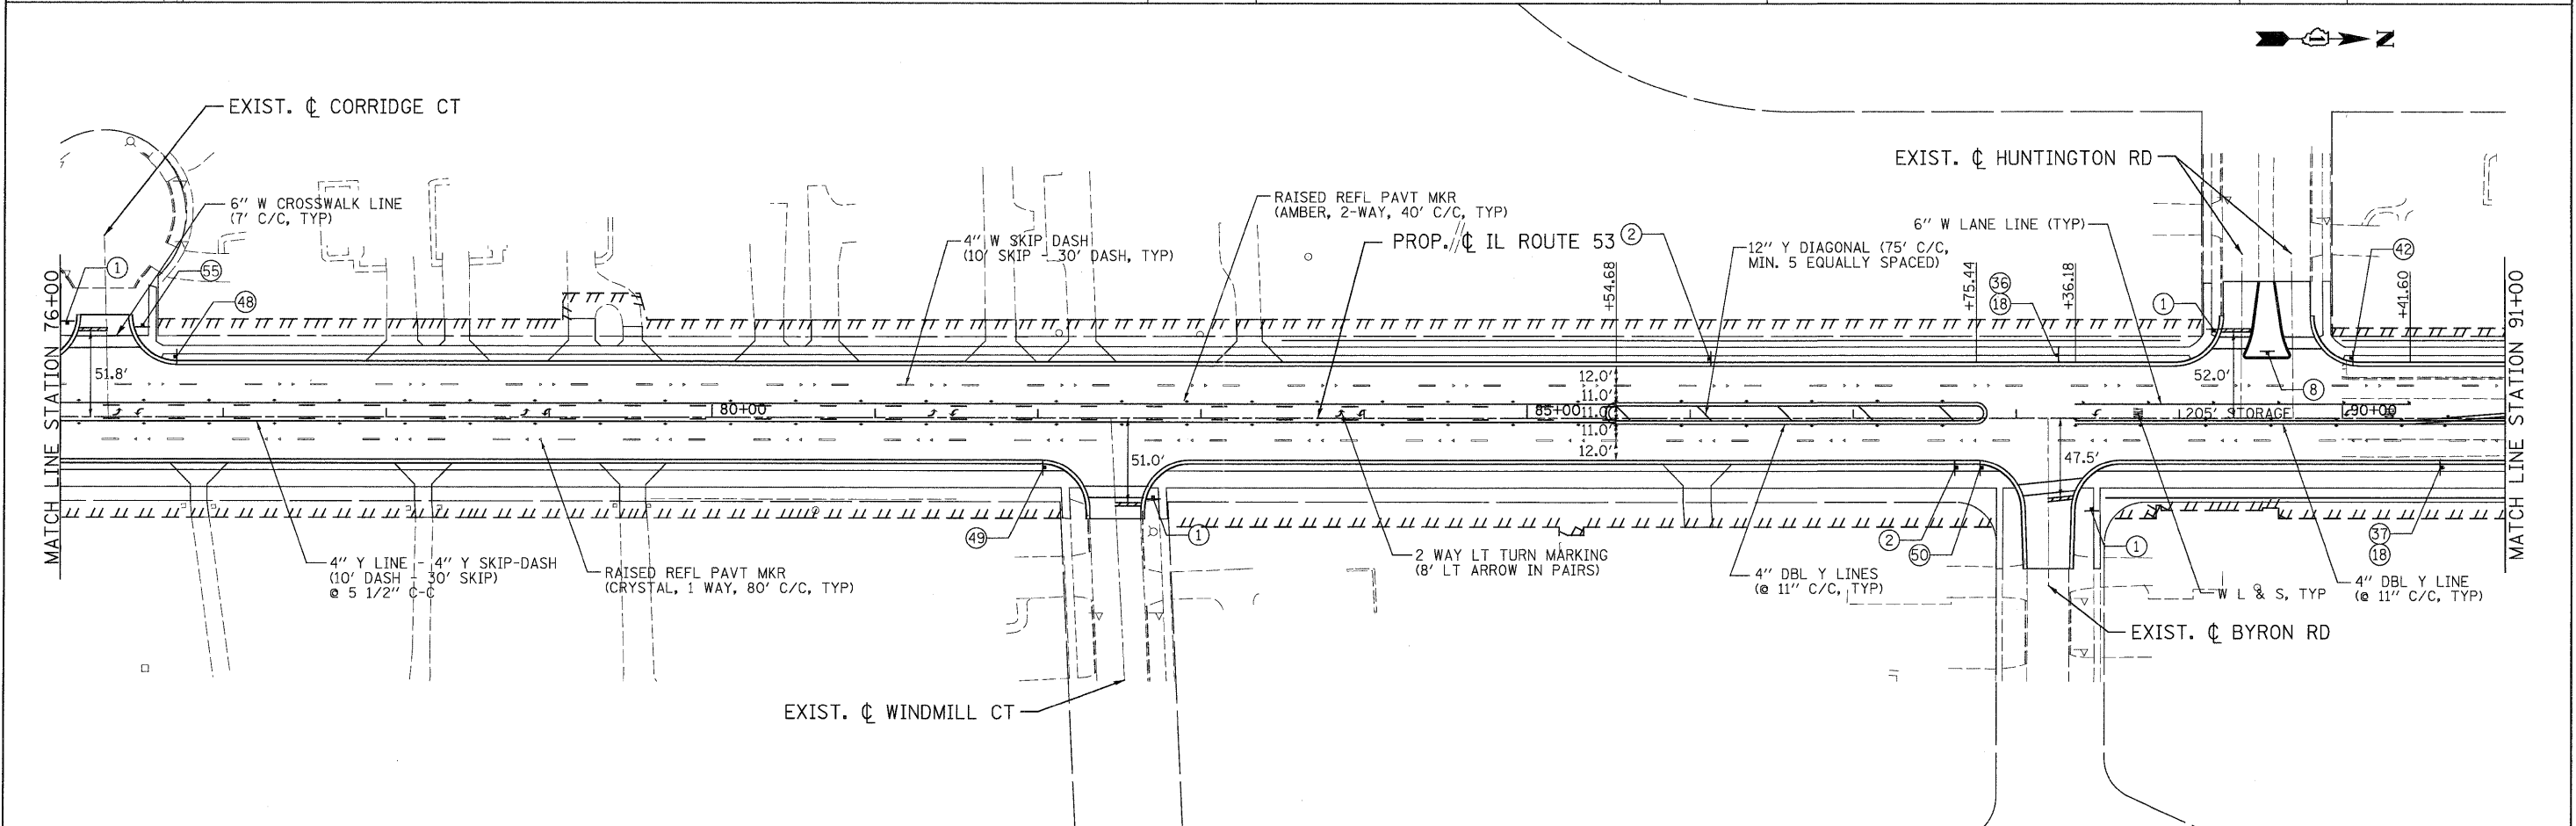 N
EXIST. ℄ CORRIDGE CT
EXIST. ℄ HUNTINGTON RD
6" W CROSSWALK LINE
(7' C/C, TYP)
RAISED REFL PAVT MKR
(AMBER, 2-WAY, 40' C/C, TYP)
6" W LANE LINE (TYP)
4" W SKIP DASH
(10' SKIP - 30' DASH, TYP)
PROP. ℄ IL ROUTE 53
2
12" Y DIAGONAL (75' C/C,
MIN. 5 EQUALLY SPACED)
42
1
55
48
+54.68
+75.44
36
18
+36.18
1
+41.60
MATCH LINE STATION 76+00
MATCH LINE STATION 91+00
51.8'
12.0'
11.0'
11.0'
11.0'
12.0'
52.0'
8
80+00
85+00
205' STORAGE
90+00
51.0'
47.5'
49
1
2
50
1
37
18
4" Y LINE - 4" Y SKIP-DASH
(10' DASH - 30' SKIP)
@ 5 1/2" C-C
RAISED REFL PAVT MKR
(CRYSTAL, 1 WAY, 80' C/C, TYP)
2 WAY LT TURN MARKING
(8' LT ARROW IN PAIRS)
4" DBL Y LINES
(@ 11" C/C, TYP)
W L & S, TYP
4" DBL Y LINE
(@ 11" C/C, TYP)
EXIST. ℄ BYRON RD
EXIST. ℄ WINDMILL CT